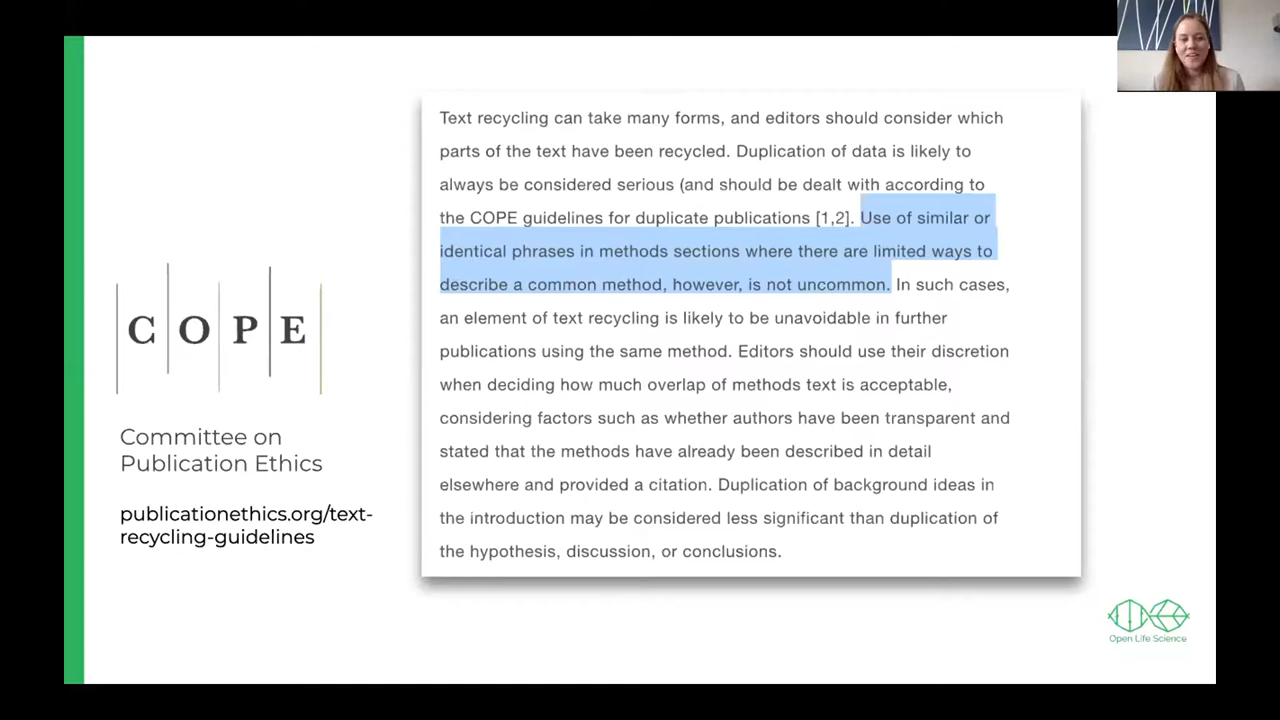 Text recycling can take many forms, and editors should consider which
parts of the text have been recycled. Duplication of data is likely to
always be considered serious (and should be dealt with according to
the COPE guidelines for duplicate publications [1,2]. Use of similar or
identical phrases in methods sections where there are limited ways to
describe a common method, however, is not uncommon. In such cases,
an element of text recycling is likely to be unavoidable in further
publications using the same method. Editors should use their discretion
when deciding how much overlap of methods text is acceptable,
considering factors such as whether authors have been transparent and
stated that the methods have already been described in detail
elsewhere and provided a citation. Duplication of background ideas in
the introduction may be considered less significant than duplication of
the hypothesis, discussion, or conclusions.
COPE
Committee on
Publication Ethics
publicationethics.org/text-
recycling-guidelines
Open Life Science